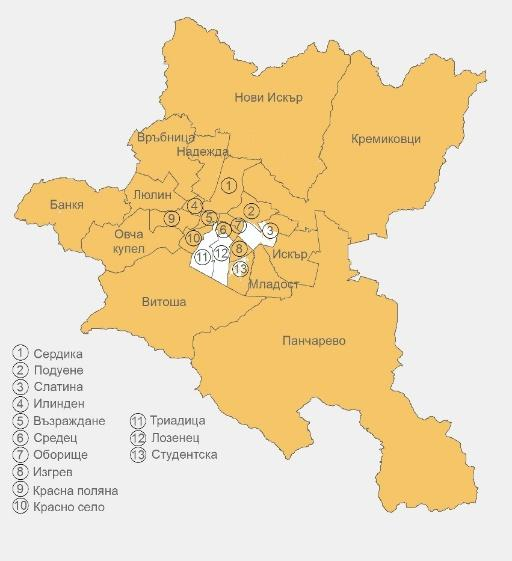 Нови Искър
Кремиковци
Връбница
Надежда
Люлин
Банкя
Овча
купел
Искър
Младост
Витоша
Панчарево
1
2
3
4
5
6
7
8
9
10
11
12
13
1 Сердика
2 Подуене
3 Слатина
4 Илинден
5 Възраждане
6 Средец
7 Оборище
8 Изгрев
9 Красна поляна
10 Красно село
11 Триадица
12 Лозенец
13 Студентска